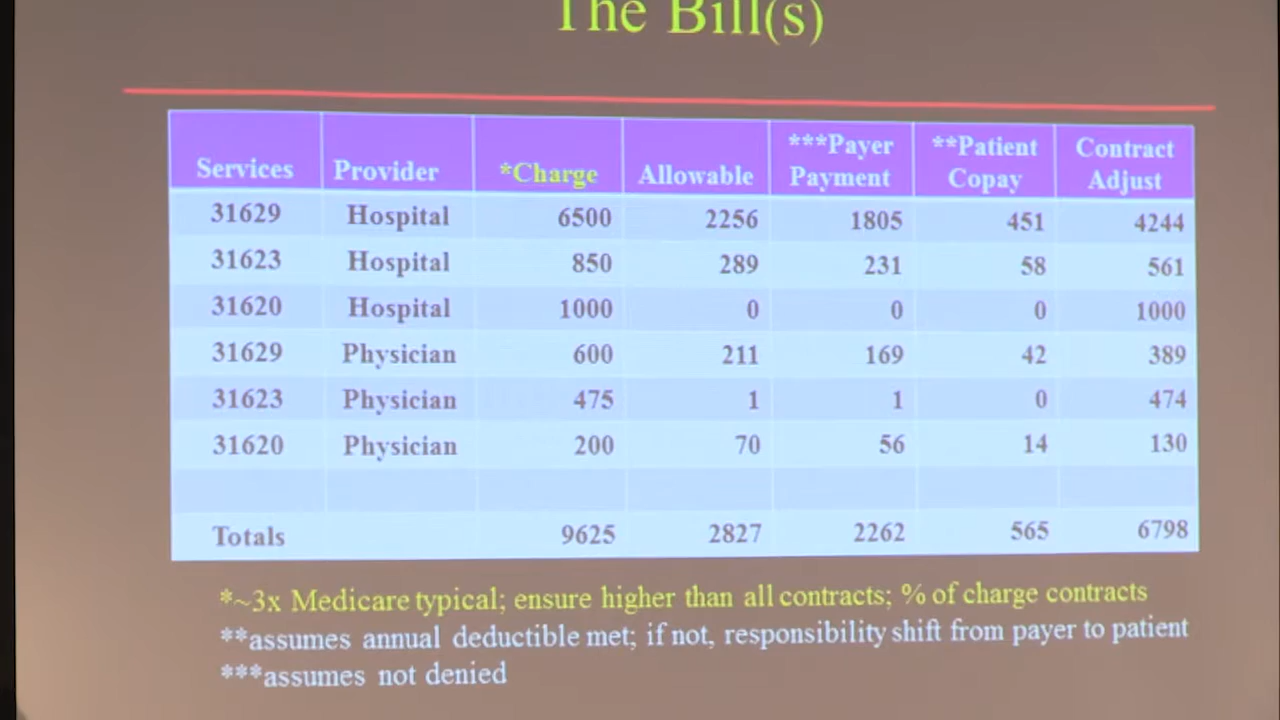 The Bill(s)
Services Provider *Charge Allowable ***Payer Payment **Patient Copay Contract Adjust
31629 Hospital 6500 2256 1805 451 4244
31623 Hospital 850 289 231 58 561
31620 Hospital 1000 0 0 0 1000
31629 Physician 600 211 169 42 389
31623 Physician 475 1 1 0 474
31620 Physician 200 70 56 14 130
Totals 9625 2827 2262 565 6798
*~3x Medicare typical; ensure higher than all contracts; % of charge contracts
**assumes annual deductible met; if not, responsibility shift from payer to patient
***assumes not denied